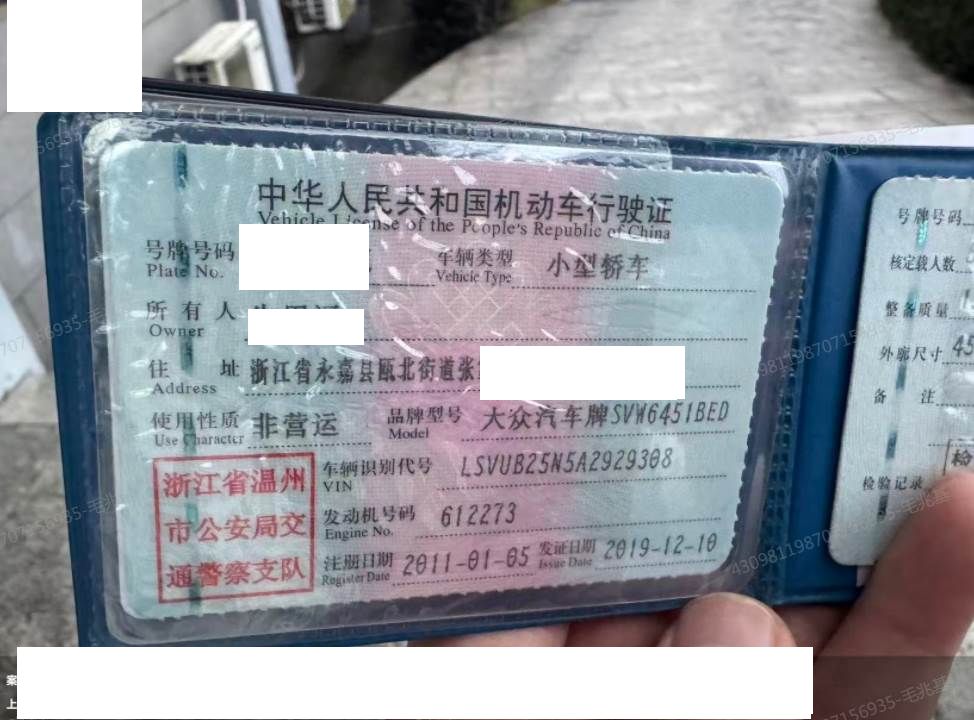 中华人民共和国机动车行驶证
Vehicle License of the People's Republic of China
号牌号码
Plate No.
车辆类型 小型轿车
Vehicle Type
所有人
Owner
住址 浙江省永嘉县瓯北街道张
Address
使用性质 非营运
Use Character
品牌型号 大众汽车牌SVW6451BED
Model
浙江省温州
市公安局交
通警察支队
车辆识别代号 LSVUB25N5A2929308
VIN
发动机号码 612273
Engine No.
注册日期 2011-01-05
Register Date
发证日期 2019-12-10
Issue Date
号牌号码
核定载人数
整备质量
外廓尺寸 45
备注
检
检验记录
案
上